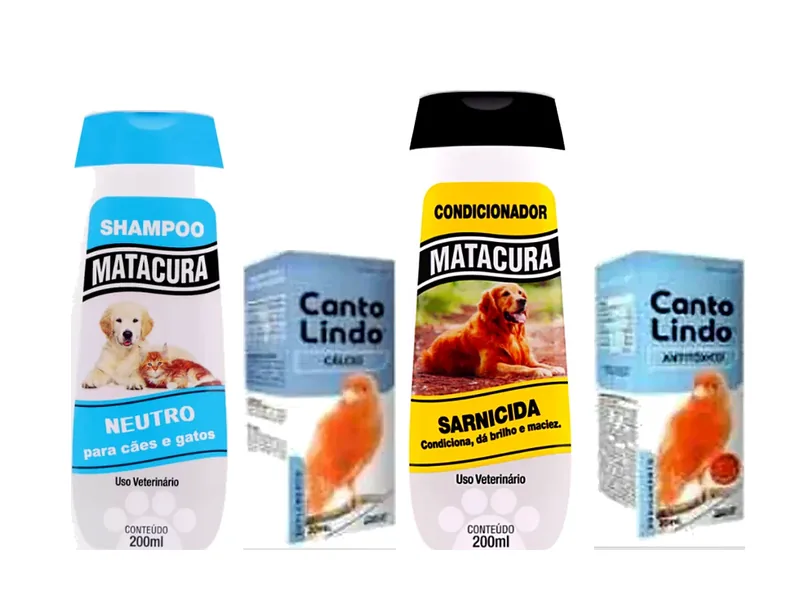 SHAMPOO
MATACURA
NEUTRO
para cães e gatos
Uso Veterinário
CONTEÚDO
200ml
Canto
Lindo
CÁLCIO
CONDICIONADOR
MATACURA
SARNICIDA
Condiciona, dá brilho e maciez.
Uso Veterinário
CONTEÚDO
200ml
Canto
Lindo
ANTITÓXICO